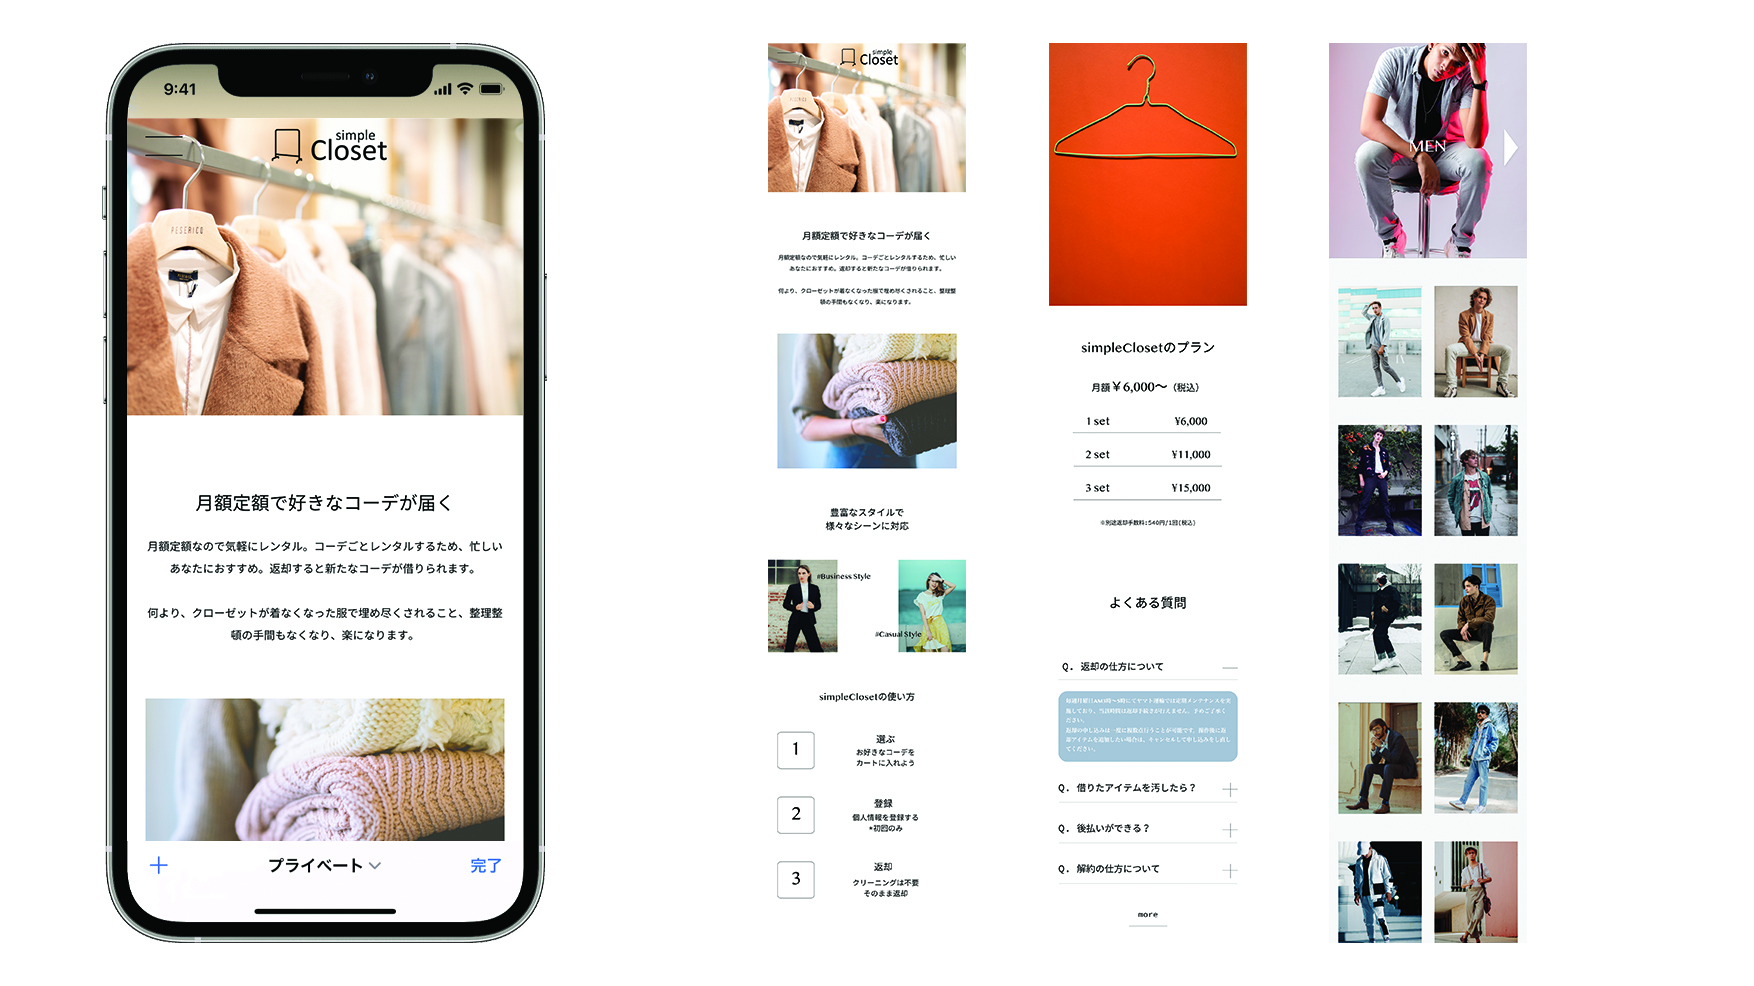 9:41
simple
Closet
PESERICO
月額定額で好きなコーデが届く
月額定額なので気軽にレンタル。コーデごとレンタルするため、忙しい
あなたにおすすめ。返却すると新たなコーデが借りられます。
何より、クローゼットが着なくなった服で埋め尽くされること、整理整
頓の手間もなくなり、楽になります。
プライベート
完了
simple
Closet
月額定額で好きなコーデが届く
月額定額なので気軽にレンタル。コーデごとレンタルするため、忙しい
あなたにおすすめ。返却すると新たなコーデが借りられます。
何より、クローゼットが着なくなった服で埋め尽くされること、整理整
頓の手間もなくなり、楽になります。
豊富なスタイルで
様々なシーンに対応
#Business Style
#Casual Style
simpleClosetの使い方
1
選ぶ
お好きなコーデを
カートに入れよう
2
登録
個人情報を登録する
*初回のみ
3
返却
クリーニングは不要
そのまま返却
simpleClosetのプラン
月額¥6,000〜（税込）
1 set ¥6,000
2 set ¥11,000
3 set ¥15,000
※別途返却手数料:540円/1回(税込)
よくある質問
Q. 返却の仕方について
Q. 借りたアイテムを汚したら？
Q. 後払いができる？
Q. 解約の仕方について
more
MEN